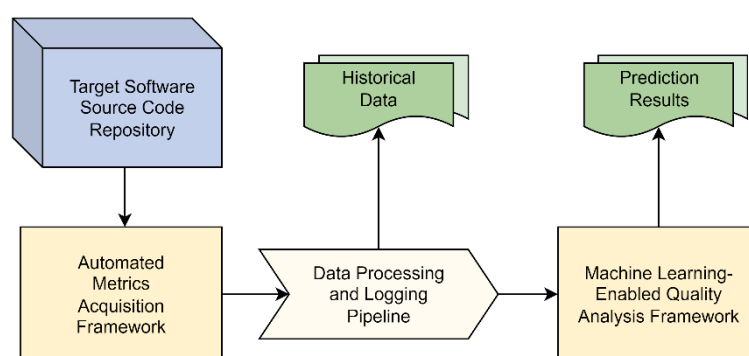 Target Software
Source Code
Repository
Historical
Data
Prediction
Results
Automated
Metrics
Acquisition
Framework
Data Processing
and Logging
Pipeline
Machine Learning-
Enabled Quality
Analysis Framework